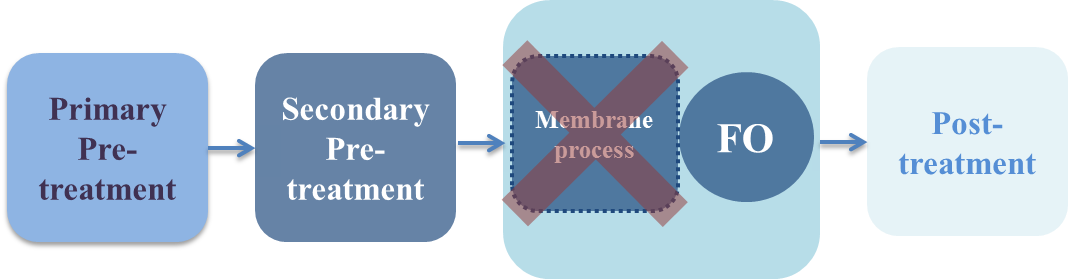 Primary
Pre-
treatment
Secondary
Pre-
treatment
Membrane
process
FO
Post-
treatment